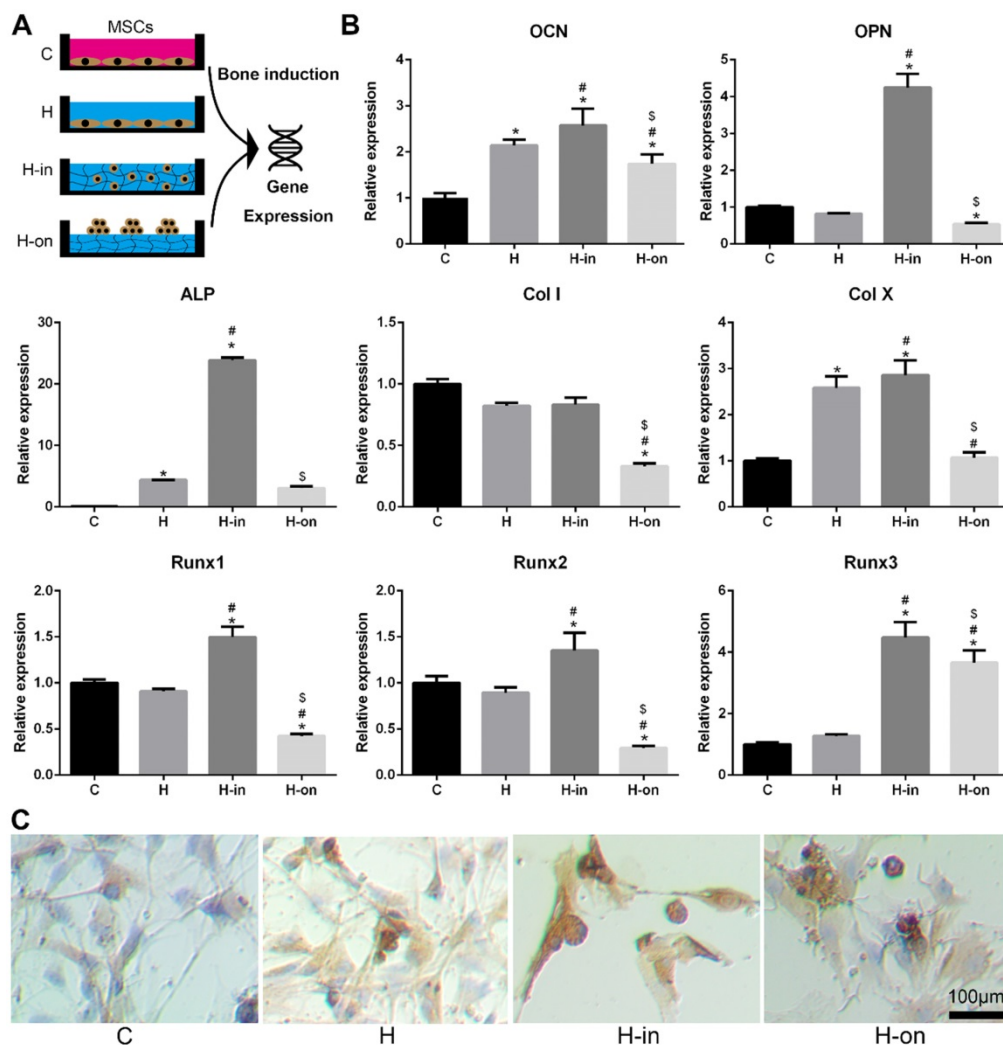 A
MSCs
C
H
H-in
H-on
Bone induction
Gene
Expression
B
OCN
Relative expression
4
3
2
1
0
*
#
*
$
#
*
C H H-in H-on
OPN
Relative expression
5
4
3
2
1
0
#
*
$
*
C H H-in H-on
ALP
Relative expression
30
20
10
0
*
#
*
$
C H H-in H-on
Col I
Relative expression
1.5
1.0
0.5
0.0
$
#
*
C H H-in H-on
Col X
Relative expression
4
3
2
1
0
*
#
*
$
#
C H H-in H-on
Runx1
Relative expression
2.0
1.5
1.0
0.5
0.0
#
*
$
#
*
C H H-in H-on
Runx2
Relative expression
2.0
1.5
1.0
0.5
0.0
#
*
$
#
*
C H H-in H-on
Runx3
Relative expression
6
4
2
0
#
*
$
#
*
C H H-in H-on
C
100μm
C H H-in H-on